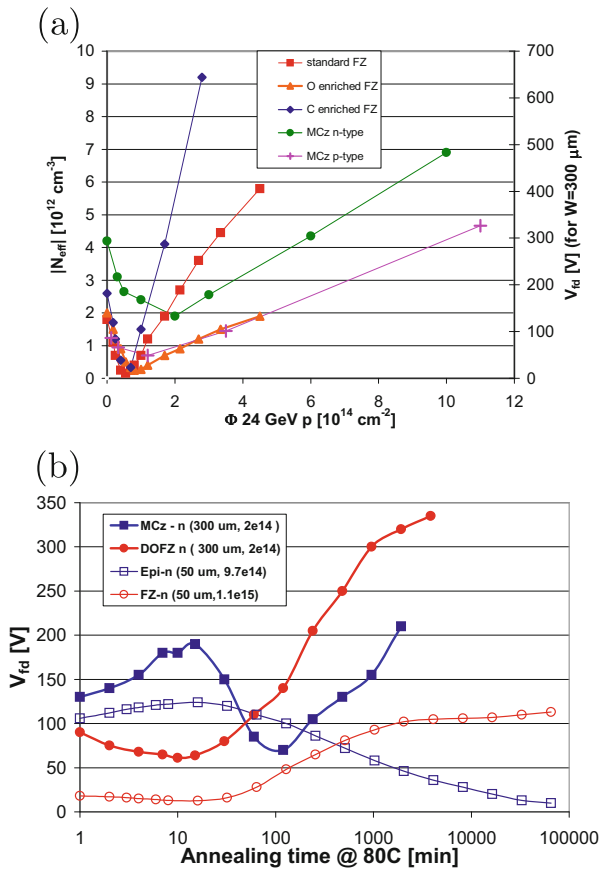 (a)
10
9
8
7
6
5
4
3
2
1
0
|N_eff| [10^12 cm^-3]
standard FZ
O enriched FZ
C enriched FZ
MCz n-type
MCz p-type
700
600
500
400
300
200
100
0
V_fd [V] (for W=300 μm)
0 2 4 6 8 10 12
Φ 24 GeV p [10^14 cm^-2]
(b)
350
300
250
200
150
100
50
0
V_fd [V]
MCz - n (300 um, 2e14 )
DOFZ n ( 300 um, 2e14)
Epi-n (50 um, 9.7e14)
FZ-n (50 um,1.1e15)
1 10 100 1000 10000 100000
Annealing time @ 80C [min]